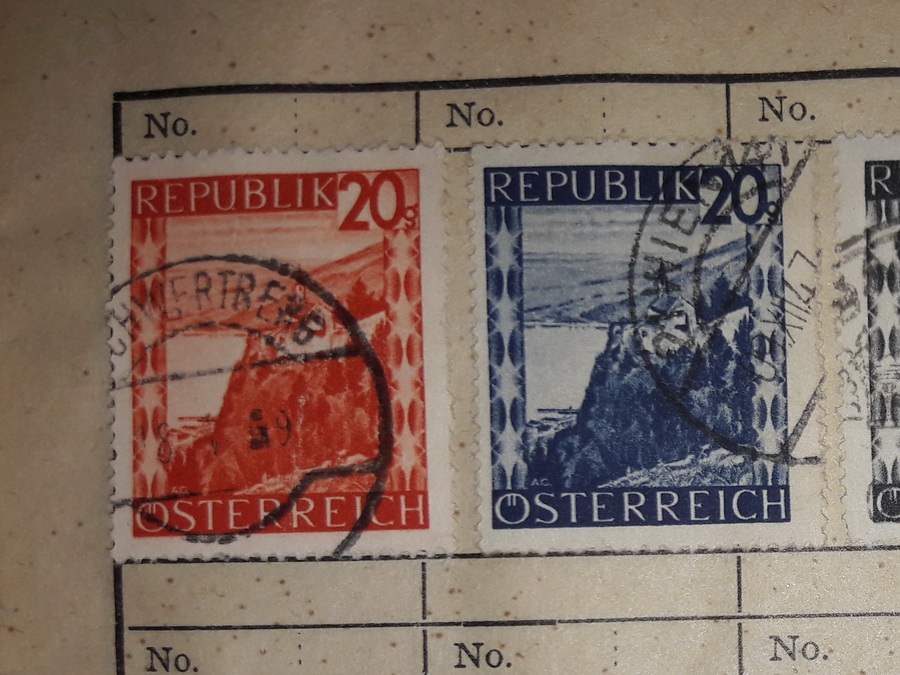 No.
No.
No.
REPUBLIK 20g
REPUBLIK 20g
R
A.C.
A.C.
ÖSTERREICH
ÖSTERREICH
No.
No.
No.